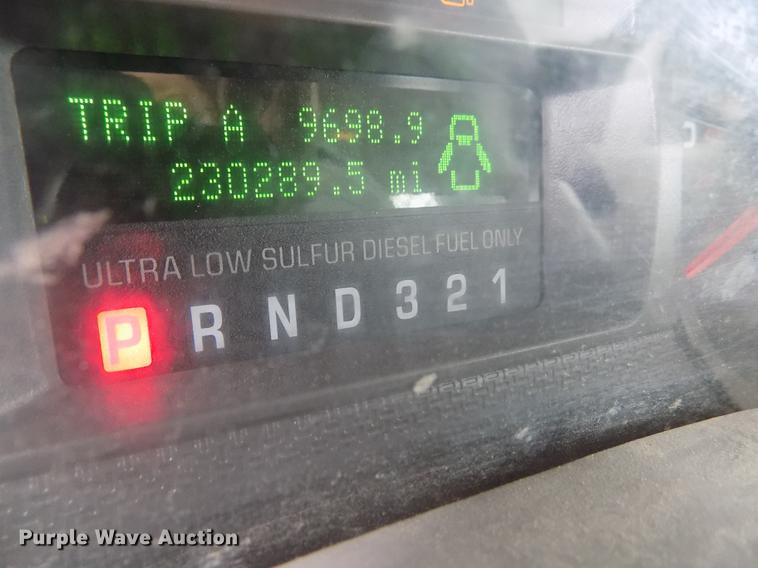 TRIP A 9698.9
230289.5 mi
ULTRA LOW SULFUR DIESEL FUEL ONLY
P R N D 3 2 1
Purple Wave Auction